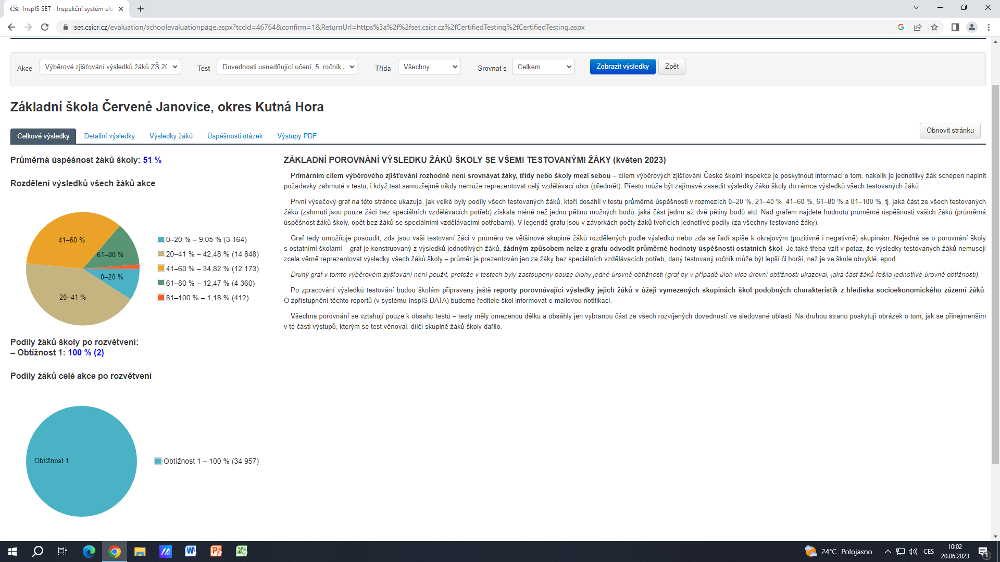 ČŠI InspIS SET - Inspekční systém ele
set.csicr.cz/evaluation/schoolevaluationpage.aspx?tccId=46764&confirm=1&ReturnUrl=https%3a%2f%2fset.csicr.cz%2fCertifiedTesting%2fCertifiedTesting.aspx
Akce Výběrové zjišťování výsledků žáků ZŠ 20 Test Dovednosti usnadňující učení, 5. ročník Z Třída Všechny Srovnat s Celkem Zobrazit výsledky Zpět
Základní škola Červené Janovice, okres Kutná Hora
Obnovit stránku
Celkové výsledky Detailní výsledky Výsledky žáků Úspěšnosti otázek Výstupy PDF
Průměrná úspěšnost žáků školy: 51 %
Rozdělení výsledků všech žáků akce
41–60 %
61–80 %
0–20 %
20–41 %
0–20 % – 9,05 % (3 164)
20–41 % – 42,48 % (14 848)
41–60 % – 34,82 % (12 173)
61–80 % – 12,47 % (4 360)
81–100 % – 1,18 % (412)
Podíly žáků školy po rozvětvení:
– Obtížnost 1: 100 % (2)
Podíly žáků celé akce po rozvětvení
Obtížnost 1
Obtížnost 1 – 100 % (34 957)
ZÁKLADNÍ POROVNÁNÍ VÝSLEDKU ŽÁKŮ ŠKOLY SE VŠEMI TESTOVANÝMI ŽÁKY (květen 2023)
Primárním cílem výběrového zjišťování rozhodně není srovnávat žáky, třídy nebo školy mezi sebou – cílem výběrových zjišťování České školní inspekce je poskytnout informaci o tom, nakolik je jednotlivý žák schopen naplnit
požadavky zahrnuté v testu, i když test samozřejmě nikdy nemůže reprezentovat celý vzdělávací obor (předmět). Přesto může být zajímavé zasadit výsledky žáků školy do rámce výsledků všech testovaných žáků.
První výsečový graf na této stránce ukazuje, jak velké byly podíly všech testovaných žáků, kteří dosáhli v testu průměrné úspěšnosti v rozmezích 0–20 %, 21–40 %, 41–60 %, 61–80 % a 81–100 %, tj. jaká část ze všech testovaných
žáků (zahrnuti jsou pouze žáci bez speciálních vzdělávacích potřeb) získala méně než jednu pětinu možných bodů, jaká část jednu až dvě pětiny bodů atd. Nad grafem najdete hodnotu průměrné úspěšnosti vašich žáků (průměrná
úspěšnost žáků školy, opět bez žáků se speciálními vzdělávacími potřebami). V legendě grafu jsou v závorkách počty žáků tvořících jednotlivé podíly (za všechny testované žáky).
Graf tedy umožňuje posoudit, zda jsou vaši testovaní žáci v průměru ve většinové skupině žáků rozdělených podle výsledků nebo zda se řadí spíše k okrajovým (pozitivně i negativně) skupinám. Nejedná se o porovnání školy
s ostatními školami – graf je konstruovaný z výsledků jednotlivých žáků, žádným způsobem nelze z grafu odvodit průměrné hodnoty úspěšností ostatních škol. Je také třeba vzít v potaz, že výsledky testovaných žáků nemusejí
zcela věrně reprezentovat výsledky všech žáků školy – průměr je prezentován jen za žáky bez speciálních vzdělávacích potřeb, daný testovaný ročník může být lepší či horší, než je ve škole obvyklé, apod.
Druhý graf v tomto výběrovém zjišťování není použit, protože v testech byly zastoupeny pouze úlohy jedné úrovně obtížnosti (graf by v případě úloh více úrovní obtížnosti ukazoval, jaká část žáků řešila jednotlivé úrovně obtížnosti).
Po zpracování výsledků testování budou školám připraveny ještě reporty porovnávající výsledky jejich žáků v úžeji vymezených skupinách škol podobných charakteristik z hlediska socioekonomického zázemí žáků.
O zpřístupnění těchto reportů (v systému InspIS DATA) budeme ředitele škol informovat e-mailovou notifikací.
Všechna porovnání se vztahují pouze k obsahu testů – testy měly omezenou délku a obsáhly jen vybranou část ze všech rozvíjených dovedností ve sledované oblasti. Na druhou stranu poskytují obrázek o tom, jak se přinejmenším
v té části výstupů, kterým se test věnoval, dílčí skupině žáků školy dařilo.
24°C Polojasno CES 10:02
20.06.2023 1